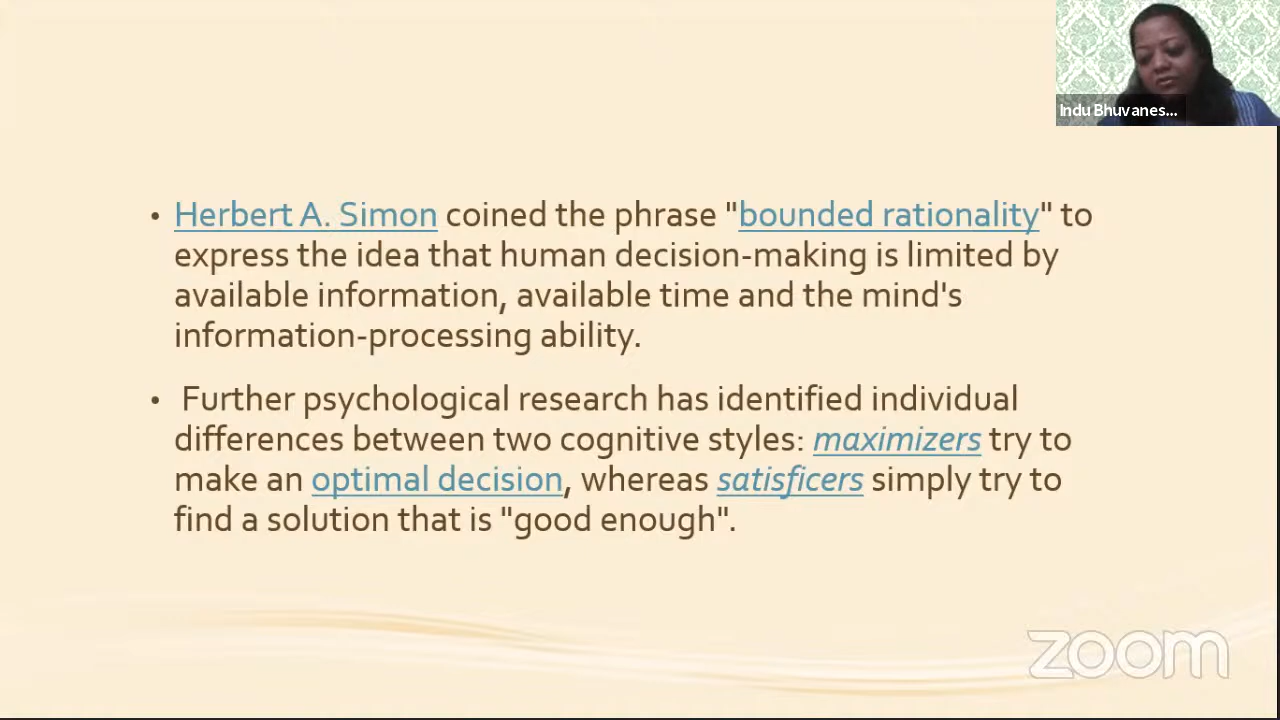 Indu Bhuvanes...
• Herbert A. Simon coined the phrase "bounded rationality" to
express the idea that human decision-making is limited by
available information, available time and the mind's
information-processing ability.
• Further psychological research has identified individual
differences between two cognitive styles: maximizers try to
make an optimal decision, whereas satisficers simply try to
find a solution that is "good enough".
zoom